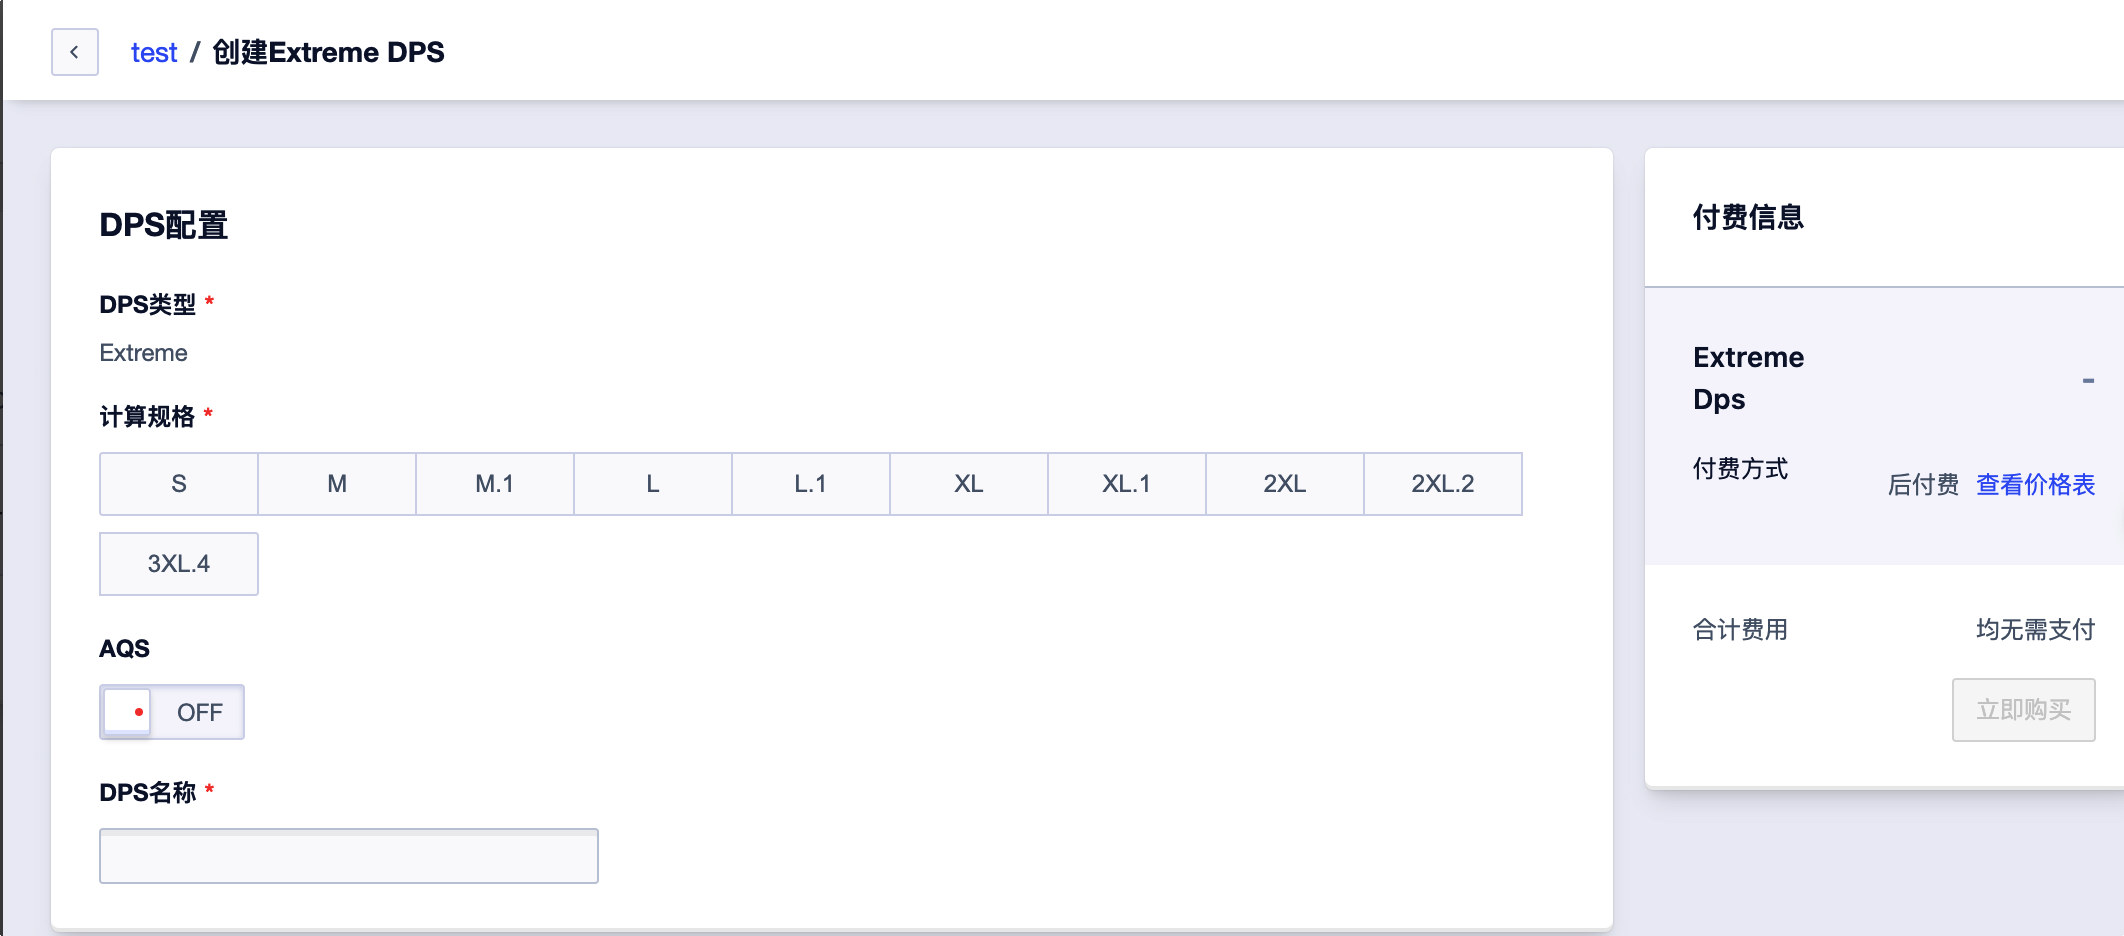 test / 创建Extreme DPS
DPS配置
DPS类型 *
Extreme
计算规格 *
S M M.1 L L.1 XL XL.1 2XL 2XL.2
3XL.4
AQS
OFF
DPS名称 *
付费信息
Extreme
Dps
-
付费方式
后付费 查看价格表
合计费用 均无需支付
立即购买